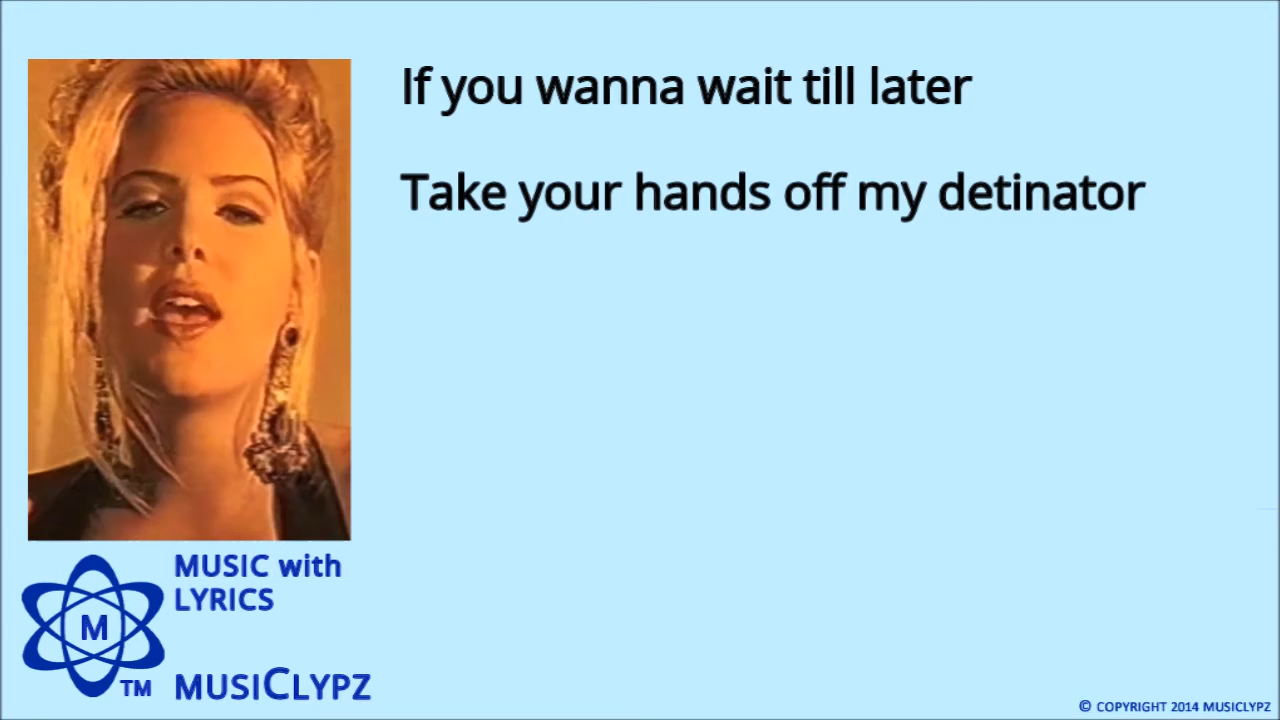 If you wanna wait till later
Take your hands off my detinator
MUSIC with
LYRICS
M
TM
MUSICLYPZ
© COPYRIGHT 2014 MUSICLYPZ